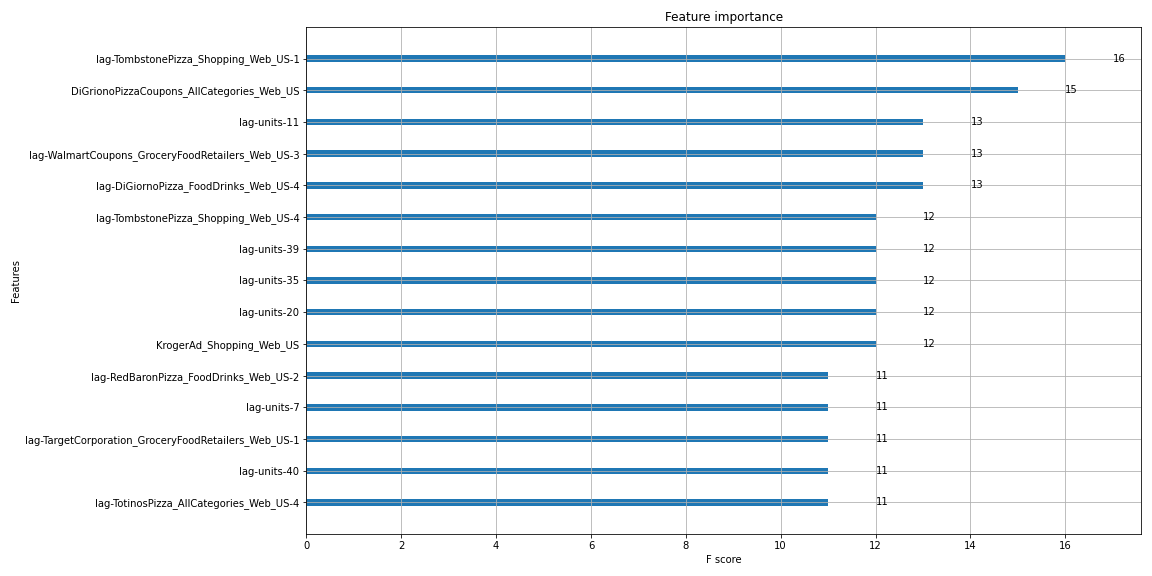 Feature importance
lag-TombstonePizza_Shopping_Web_US-1 16
DiGrionoPizzaCoupons_AllCategories_Web_US 15
lag-units-11 13
lag-WalmartCoupons_GroceryFoodRetailers_Web_US-3 13
lag-DiGiornoPizza_FoodDrinks_Web_US-4 13
lag-TombstonePizza_Shopping_Web_US-4 12
lag-units-39 12
lag-units-35 12
lag-units-20 12
KrogerAd_Shopping_Web_US 12
lag-RedBaronPizza_FoodDrinks_Web_US-2 11
lag-units-7 11
lag-TargetCorporation_GroceryFoodRetailers_Web_US-1 11
lag-units-40 11
lag-TotinosPizza_AllCategories_Web_US-4 11
Features
0 2 4 6 8 10 12 14 16
F score